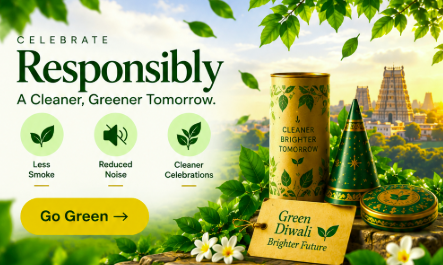 CELEBRATE
Responsibly
A Cleaner, Greener Tomorrow.
Less
Smoke
Reduced
Noise
Cleaner
Celebrations
Go Green →
CLEANER
BRIGHTER
TOMORROW
Green
Diwali
Brighter Future